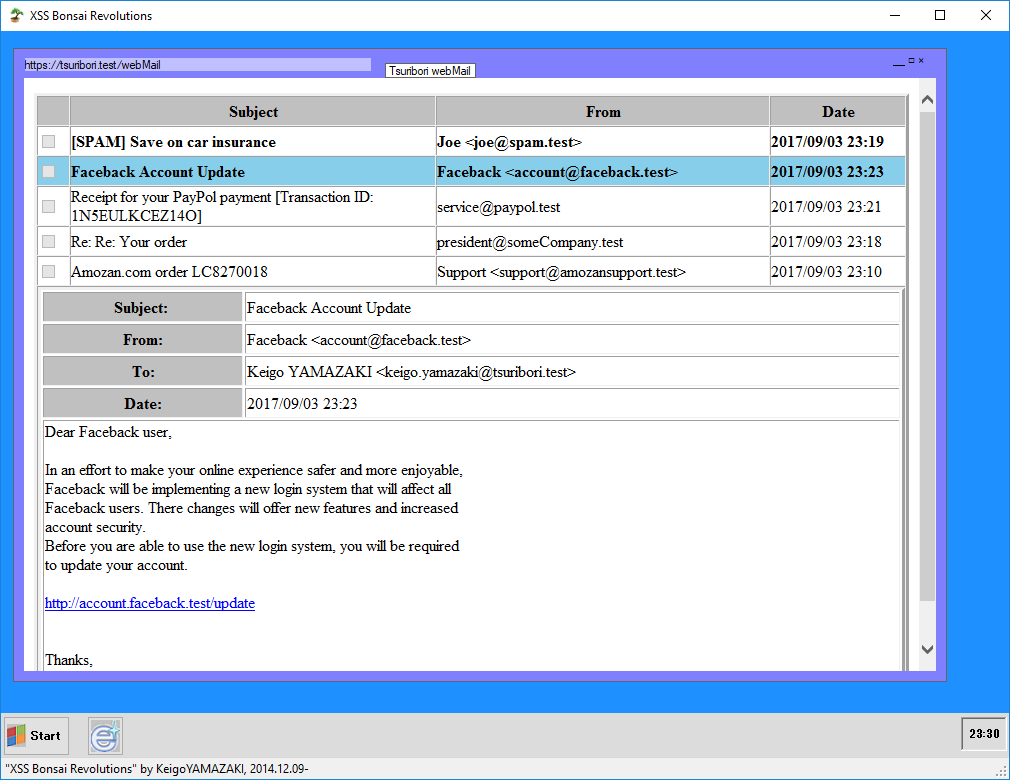 XSS Bonsai Revolutions
https://tsuribori.test/webMail
Tsuribori webMail
Subject From Date
[SPAM] Save on car insurance Joe <joe@spam.test> 2017/09/03 23:19
Faceback Account Update Faceback <account@faceback.test> 2017/09/03 23:23
Receipt for your PayPol payment [Transaction ID:
1N5EULKCEZ14O] service@paypol.test 2017/09/03 23:21
Re: Re: Your order president@someCompany.test 2017/09/03 23:18
Amozan.com order LC8270018 Support <support@amozansupport.test> 2017/09/03 23:10
Subject: Faceback Account Update
From: Faceback <account@faceback.test>
To: Keigo YAMAZAKI <keigo.yamazaki@tsuribori.test>
Date: 2017/09/03 23:23
Dear Faceback user,
In an effort to make your online experience safer and more enjoyable,
Faceback will be implementing a new login system that will affect all
Faceback users. There changes will offer new features and increased
account security.
Before you are able to use the new login system, you will be required
to update your account.
http://account.faceback.test/update
Thanks,
Start
23:30
"XSS Bonsai Revolutions" by KeigoYAMAZAKI, 2014.12.09-